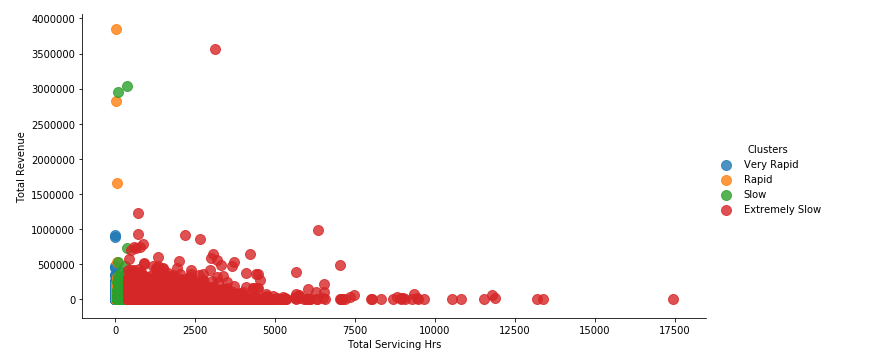 4000000
3500000
3000000
2500000
2000000
1500000
1000000
500000
0
Total Revenue
0
2500
5000
7500
10000
12500
15000
17500
Total Servicing Hrs
Clusters
Very Rapid
Rapid
Slow
Extremely Slow